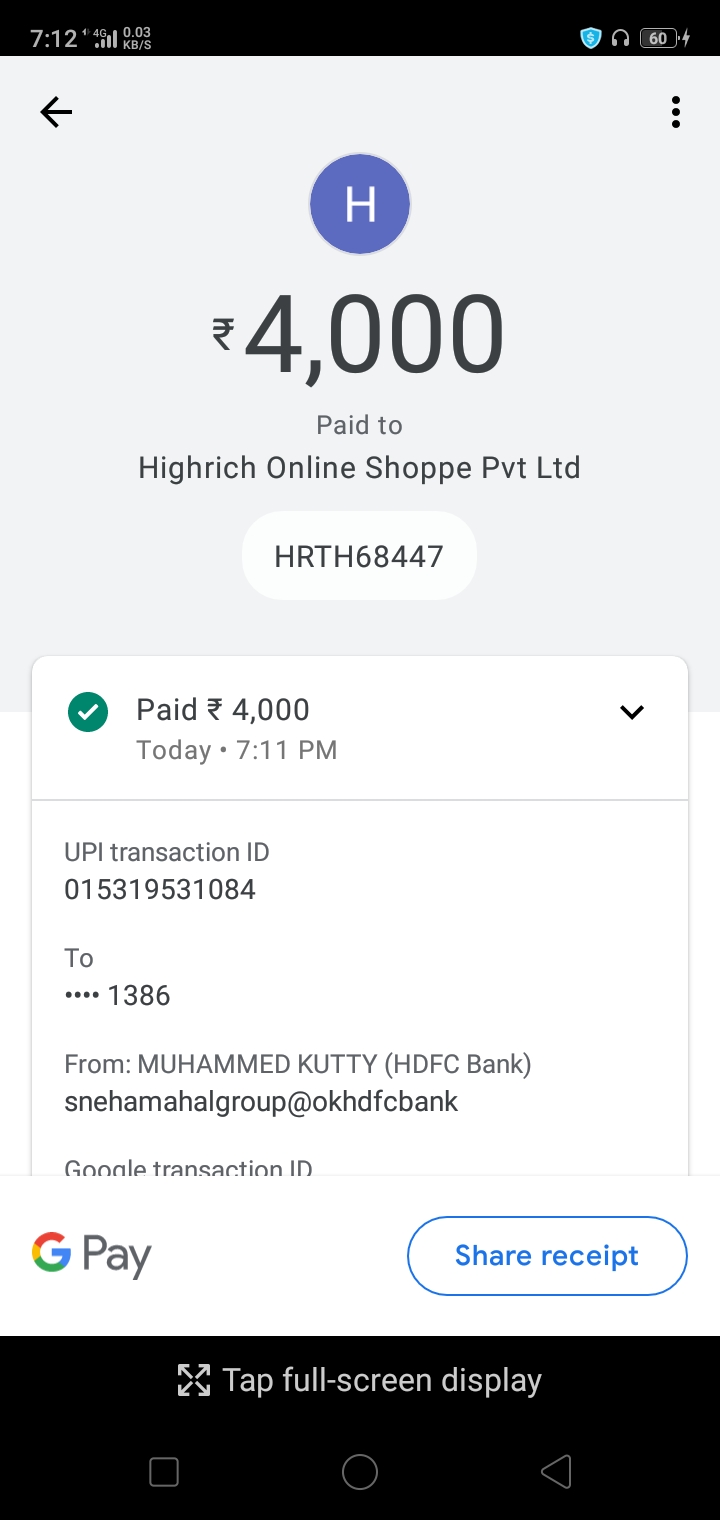 7:12 4G 0.03 KB/S 60
H
₹4,000
Paid to
Highrich Online Shoppe Pvt Ltd
HRTH68447
Paid ₹ 4,000
Today • 7:11 PM
UPI transaction ID
015319531084
To
•••• 1386
From: MUHAMMED KUTTY (HDFC Bank)
snehamahalgroup@okhdfcbank
Google transaction ID
G Pay
Share receipt
Tap full-screen display